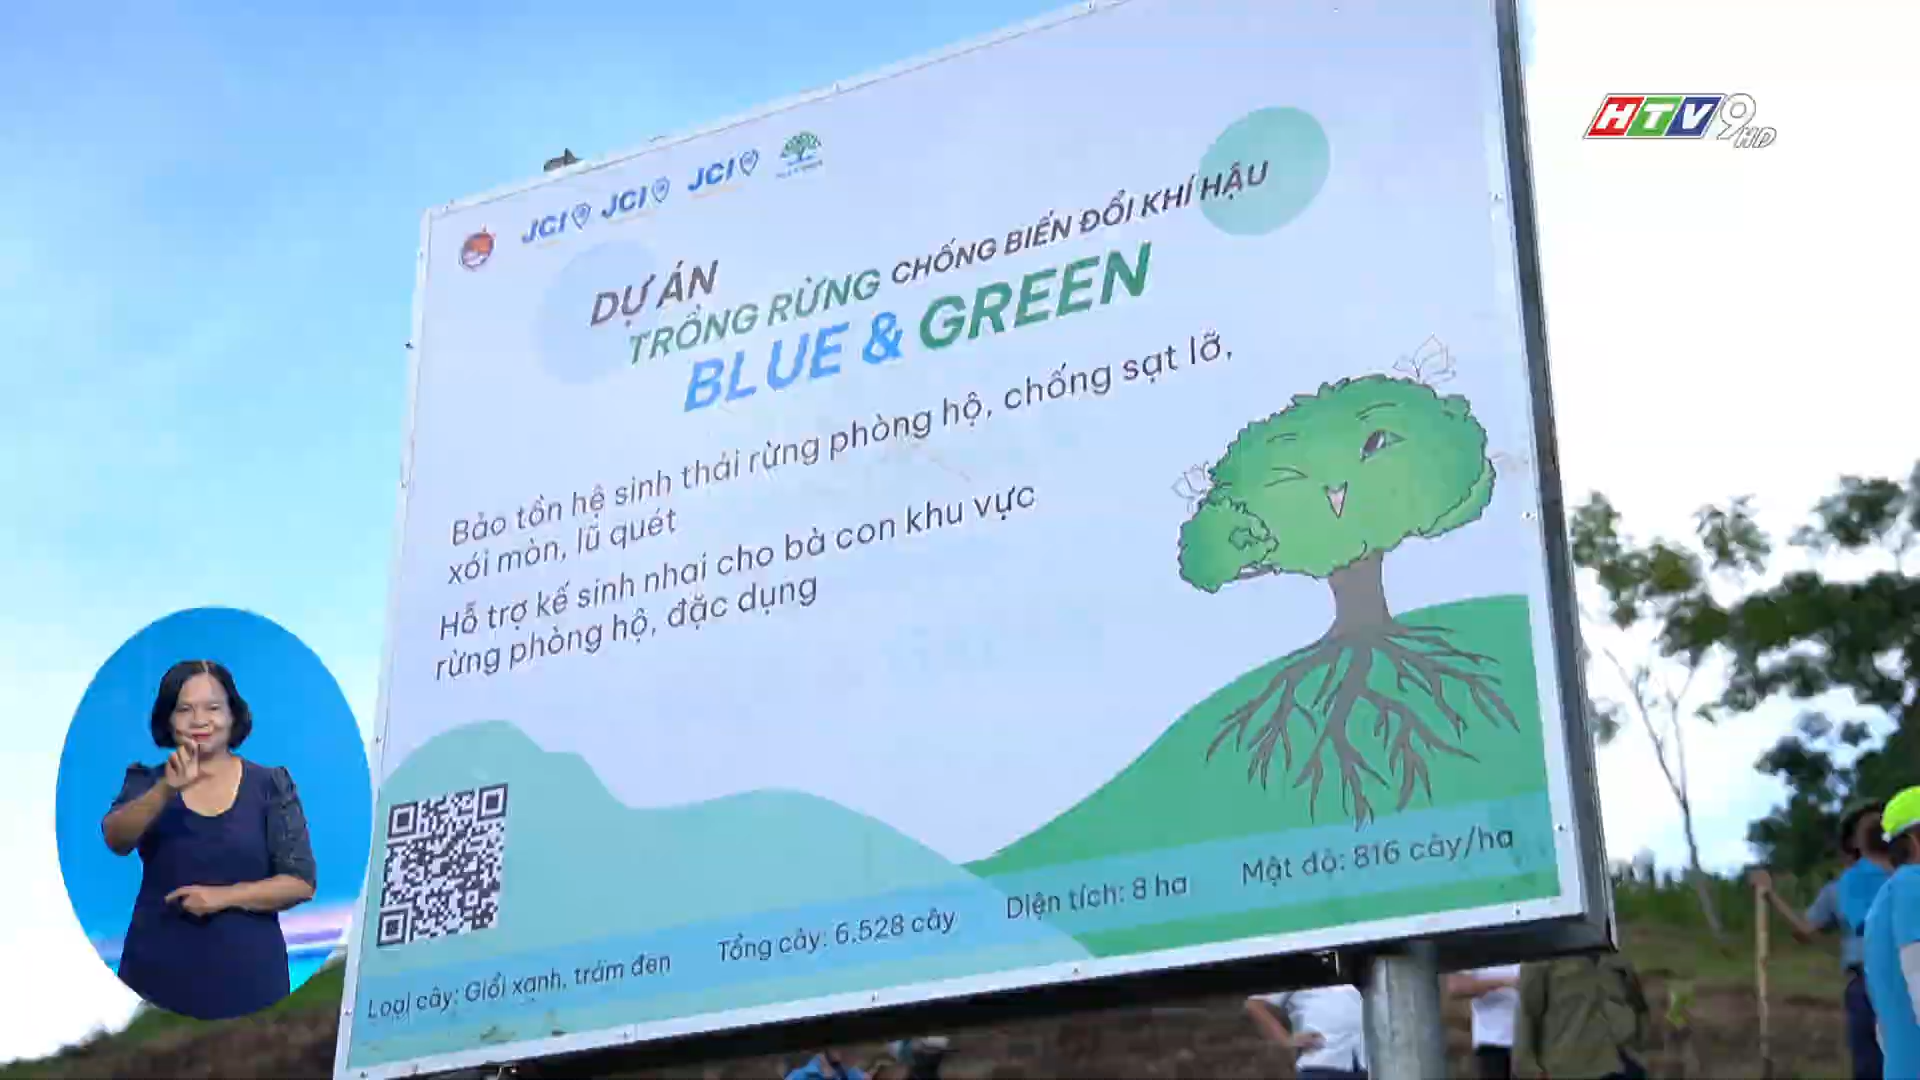 HTV9 HD
JCI JCI JCI
DỰ ÁN
TRỒNG RỪNG CHỐNG BIẾN ĐỔI KHÍ HẬU
BLUE & GREEN
Bảo tồn hệ sinh thái rừng phòng hộ, chống sạt lỡ,
xói mòn, lũ quét
Hỗ trợ kế sinh nhai cho bà con khu vực
rừng phòng hộ, đặc dụng
Loại cây: Giổi xanh, trám đen Tổng cây: 6,528 cây Diện tích: 8 ha Mật độ: 816 cây/ha